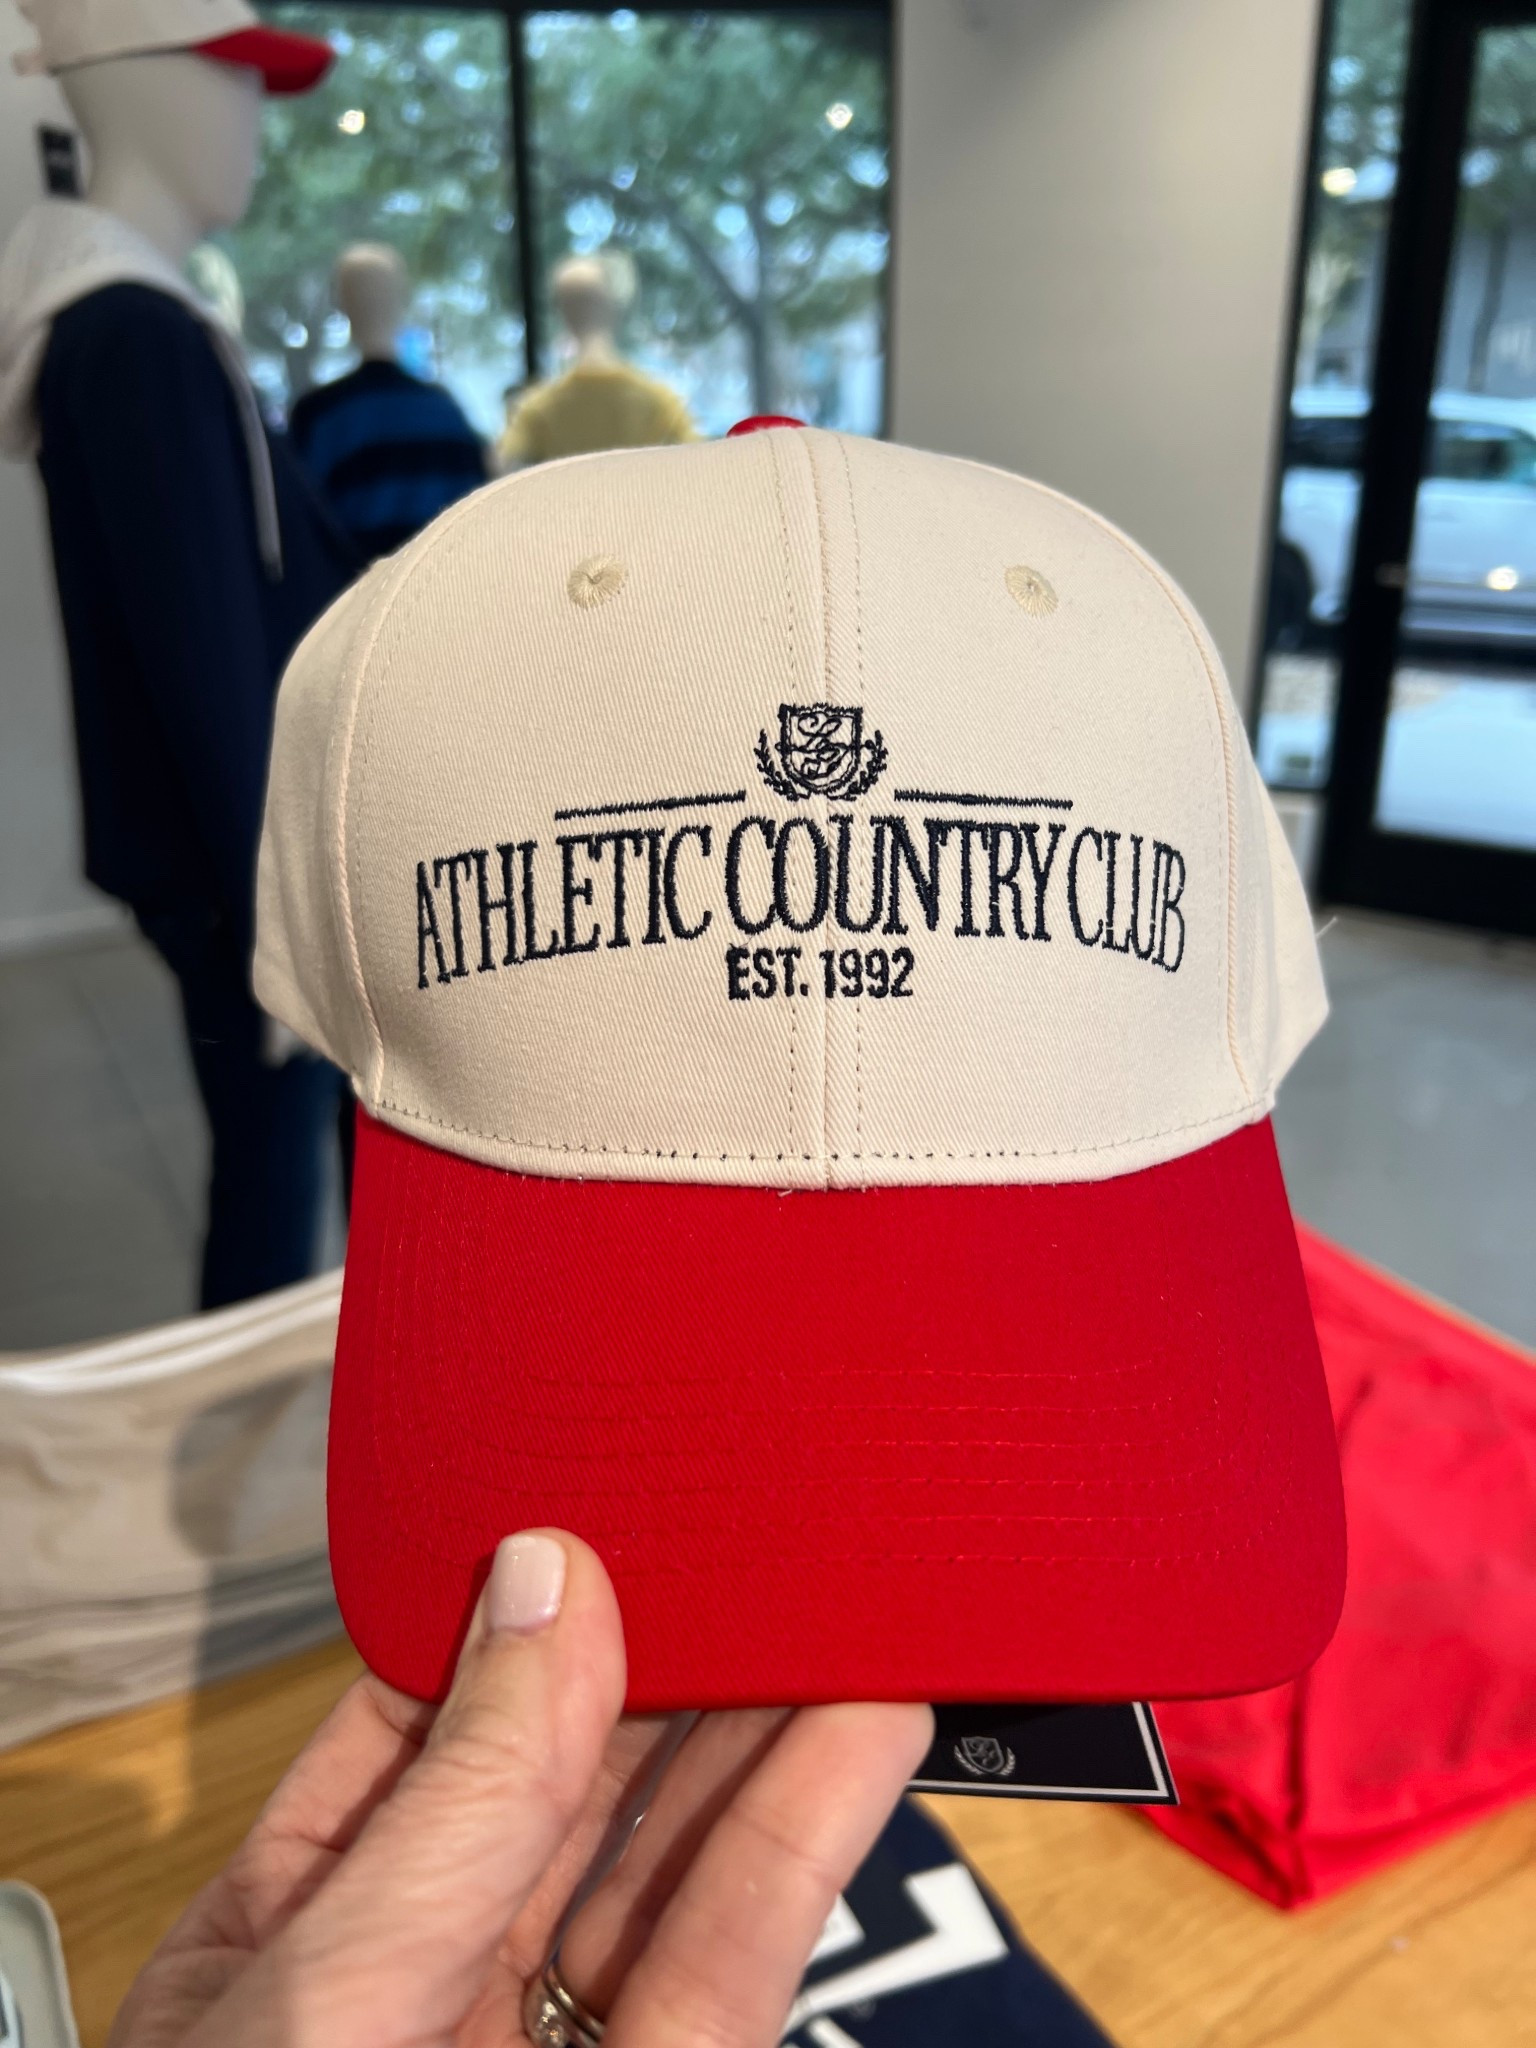 ATHLETIC COUNTRY CLUB
EST. 1992